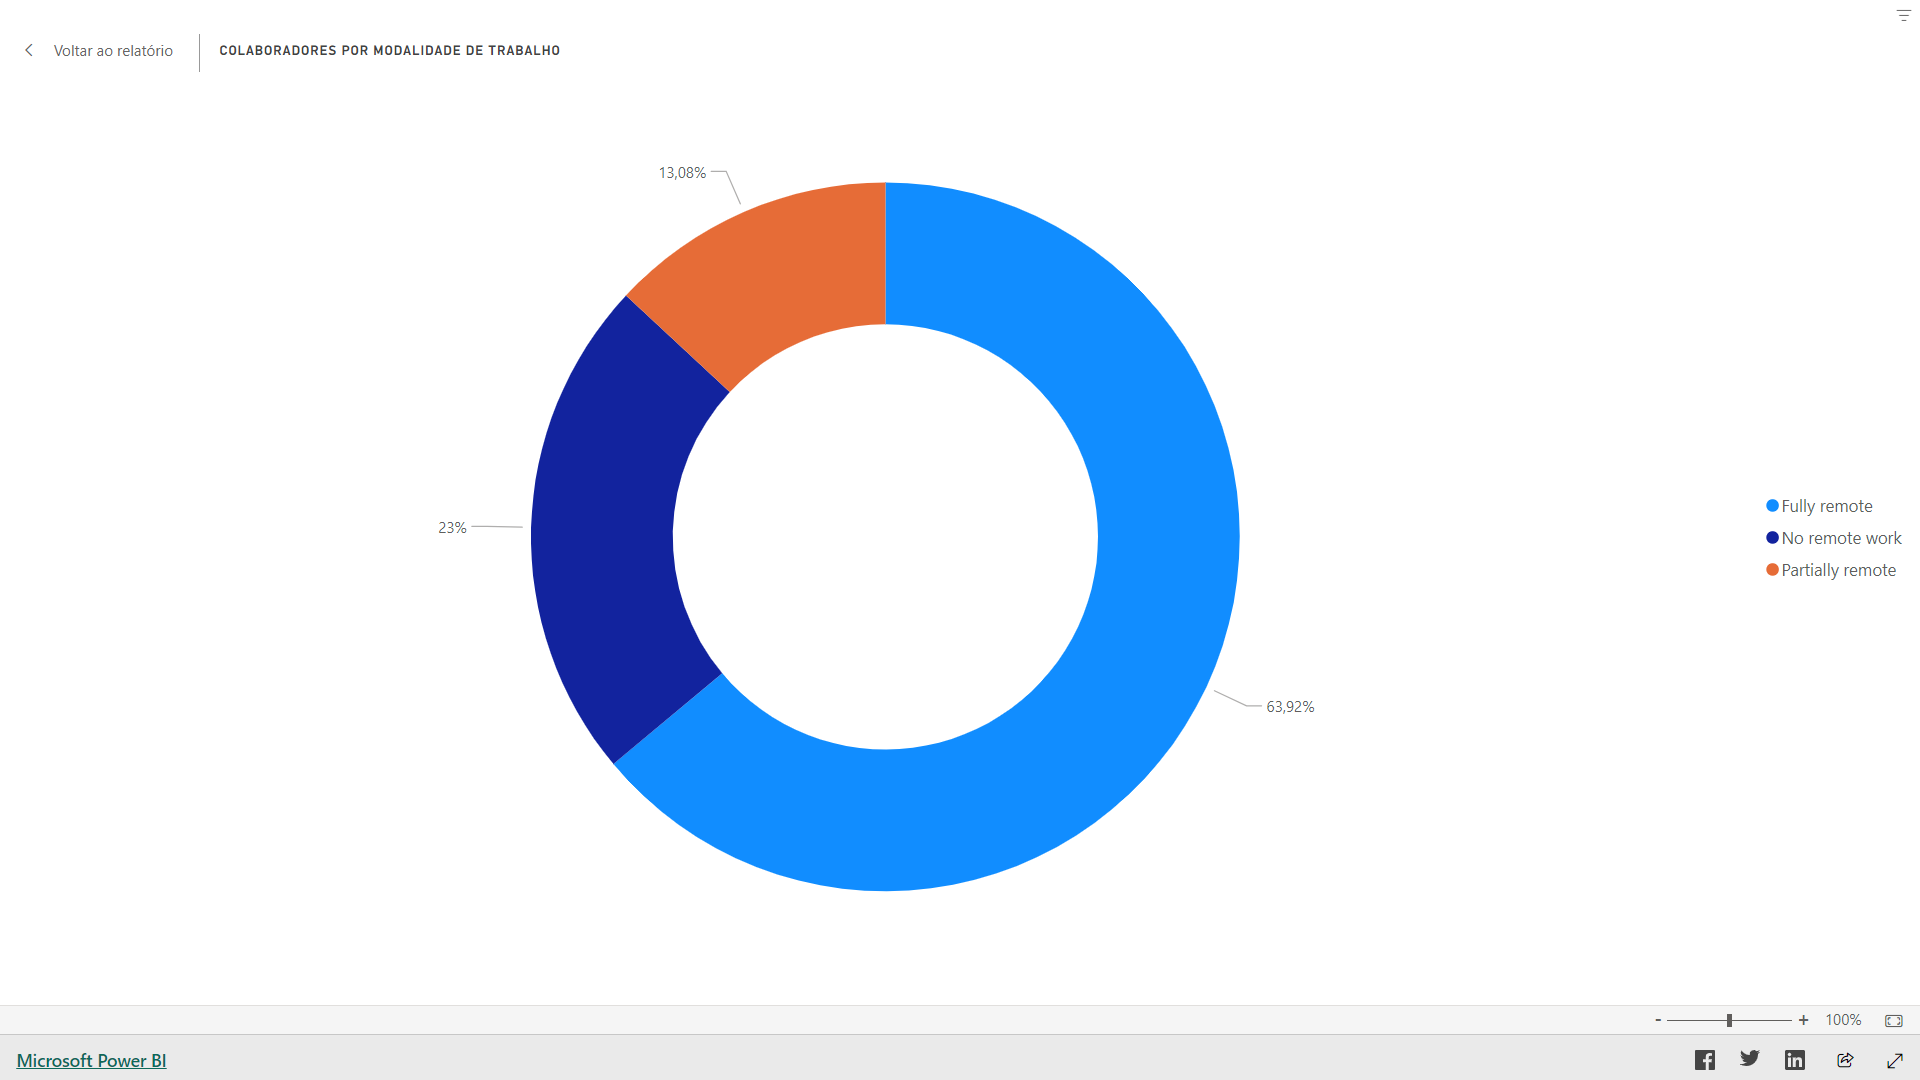 Voltar ao relatório
COLABORADORES POR MODALIDADE DE TRABALHO
13,08%
23%
63,92%
Fully remote
No remote work
Partially remote
- + 100%
Microsoft Power BI